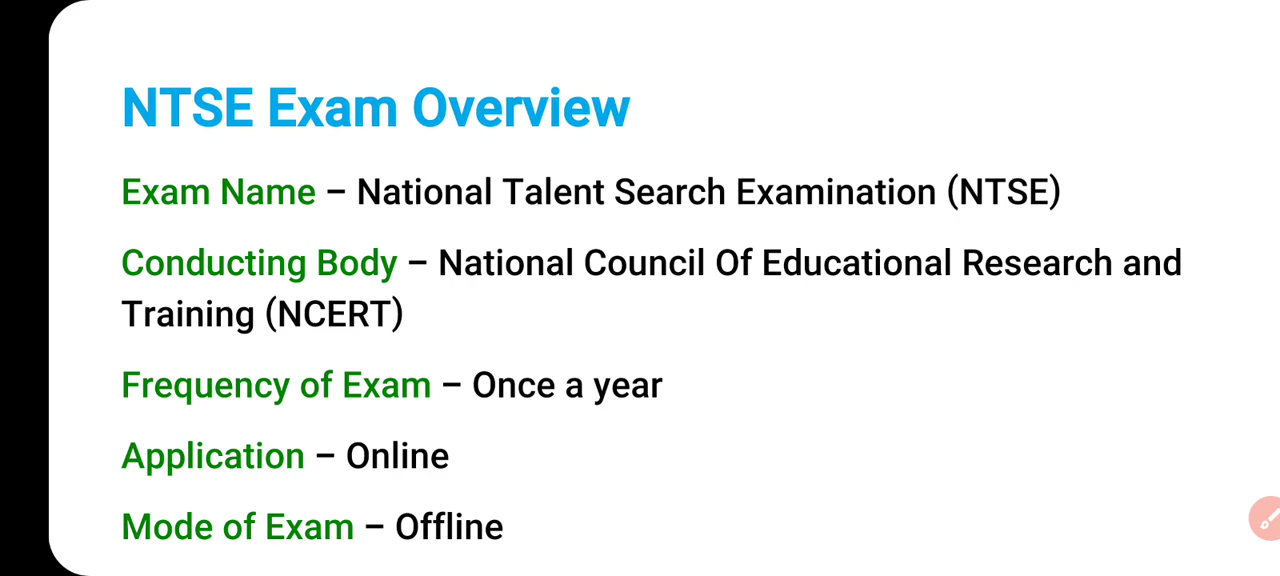 NTSE Exam Overview
Exam Name – National Talent Search Examination (NTSE)
Conducting Body – National Council Of Educational Research and
Training (NCERT)
Frequency of Exam – Once a year
Application – Online
Mode of Exam – Offline